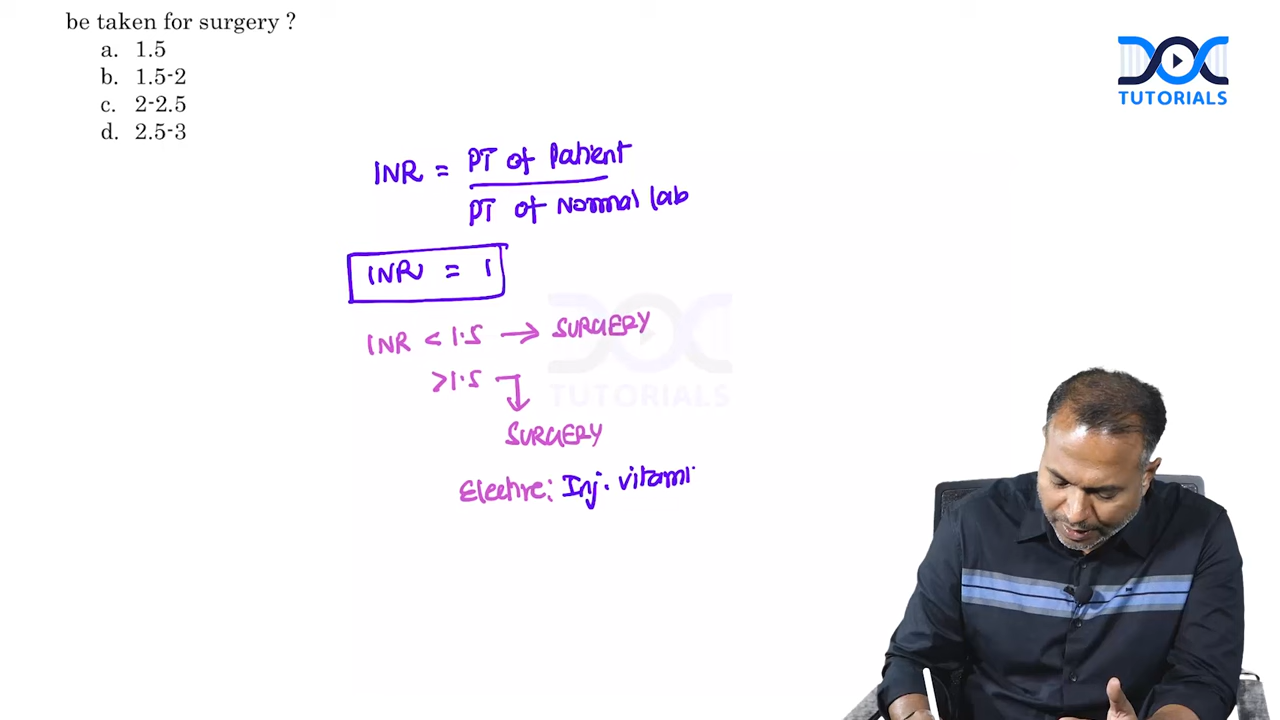 be taken for surgery ?
a. 1.5
b. 1.5-2
c. 2-2.5
d. 2.5-3
TUTORIALS
INR = PT of Patient
PT of Normal lab
INR = 1
INR < 1.5 → SURGERY
>1.5
SURGERY
Elective: Inj. vitami
TUTORIALS